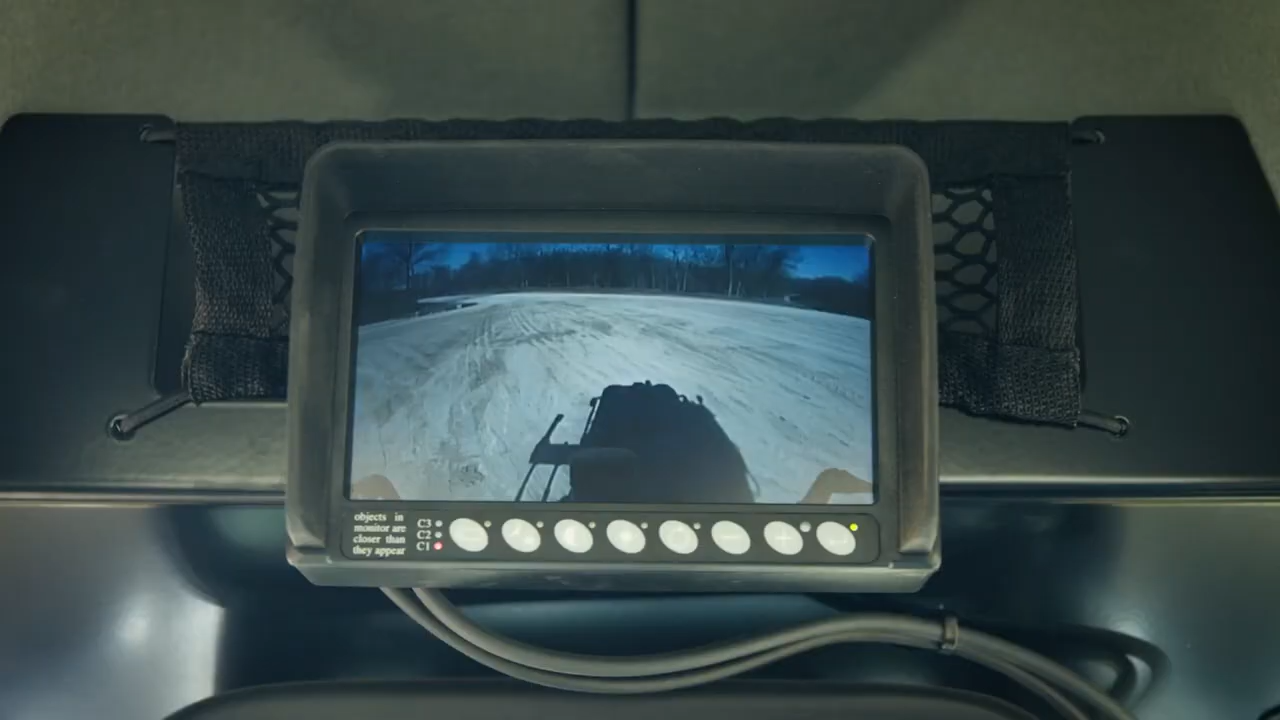 objects in
monitor are
closer than
they appear
C3
C2
C1